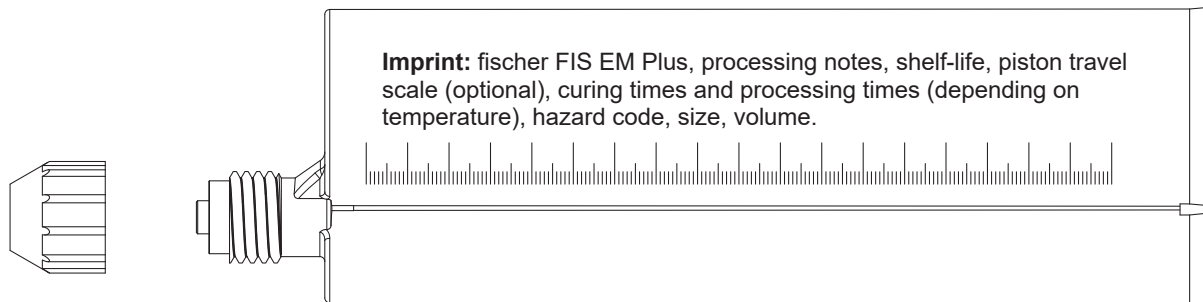 Imprint: fischer FIS EM Plus, processing notes, shelf-life, piston travel
scale (optional), curing times and processing times (depending on
temperature), hazard code, size, volume.